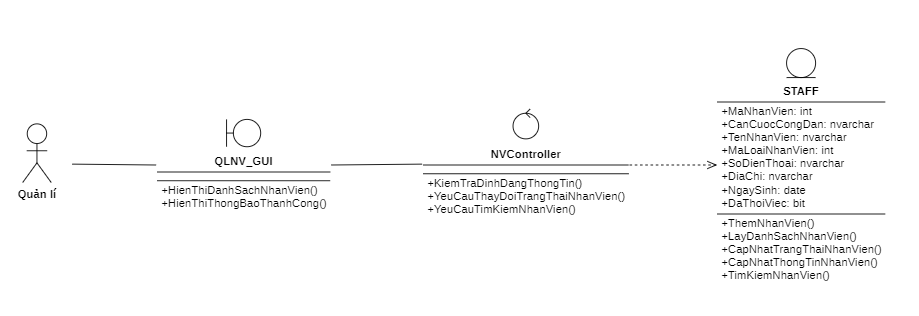 Quản lí
QLNV_GUI
+HienThiDanhSachNhanVien()
+HienThiThongBaoThanhCong()
NVController
+KiemTraDinhDangThongTin()
+YeuCauThayDoiTrangThaiNhanVien()
+YeuCauTimKiemNhanVien()
STAFF
+MaNhanVien: int
+CanCuocCongDan: nvarchar
+TenNhanVien: nvarchar
+MaLoaiNhanVien: int
+SoDienThoai: nvarchar
+DiaChi: nvarchar
+NgaySinh: date
+DaThoiViec: bit
+ThemNhanVien()
+LayDanhSachNhanVien()
+CapNhatTrangThaiNhanVien()
+CapNhatThongTinNhanVien()
+TimKiemNhanVien()